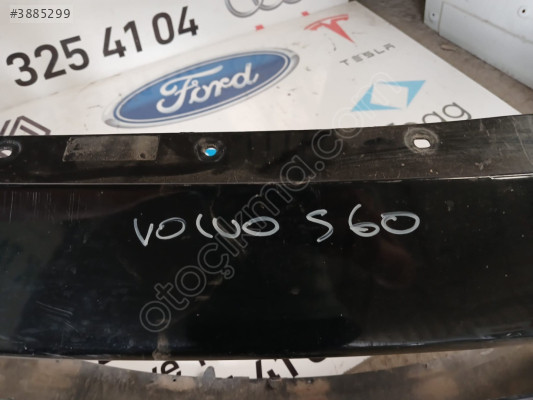 #3885299
325 41 04
Ford
TESLA
VOLVO S60
otoçıkma.com